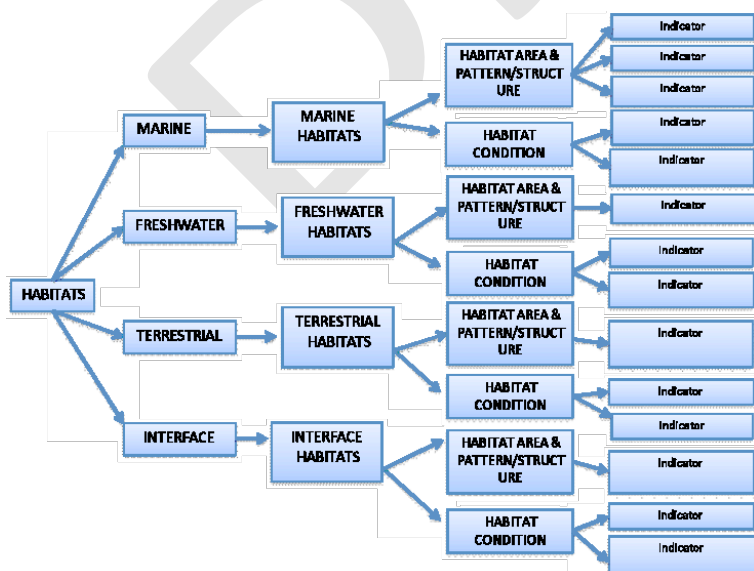 HABITATS
MARINE
FRESHWATER
TERRESTRIAL
INTERFACE
MARINE
HABITATS
FRESHWATER
HABITATS
TERRESTRIAL
HABITATS
INTERFACE
HABITATS
HABITAT AREA &
PATTERN/STRUCT
URE
HABITAT
CONDITION
HABITAT AREA &
PATTERN/STRUCT
URE
HABITAT
CONDITION
HABITAT AREA &
PATTERN/STRUCT
URE
HABITAT
CONDITION
HABITAT AREA &
PATTERN/STRUCT
URE
HABITAT
CONDITION
Indicator
Indicator
Indicator
Indicator
Indicator
Indicator
Indicator
Indicator
Indicator
Indicator
Indicator
Indicator
Indicator
Indicator